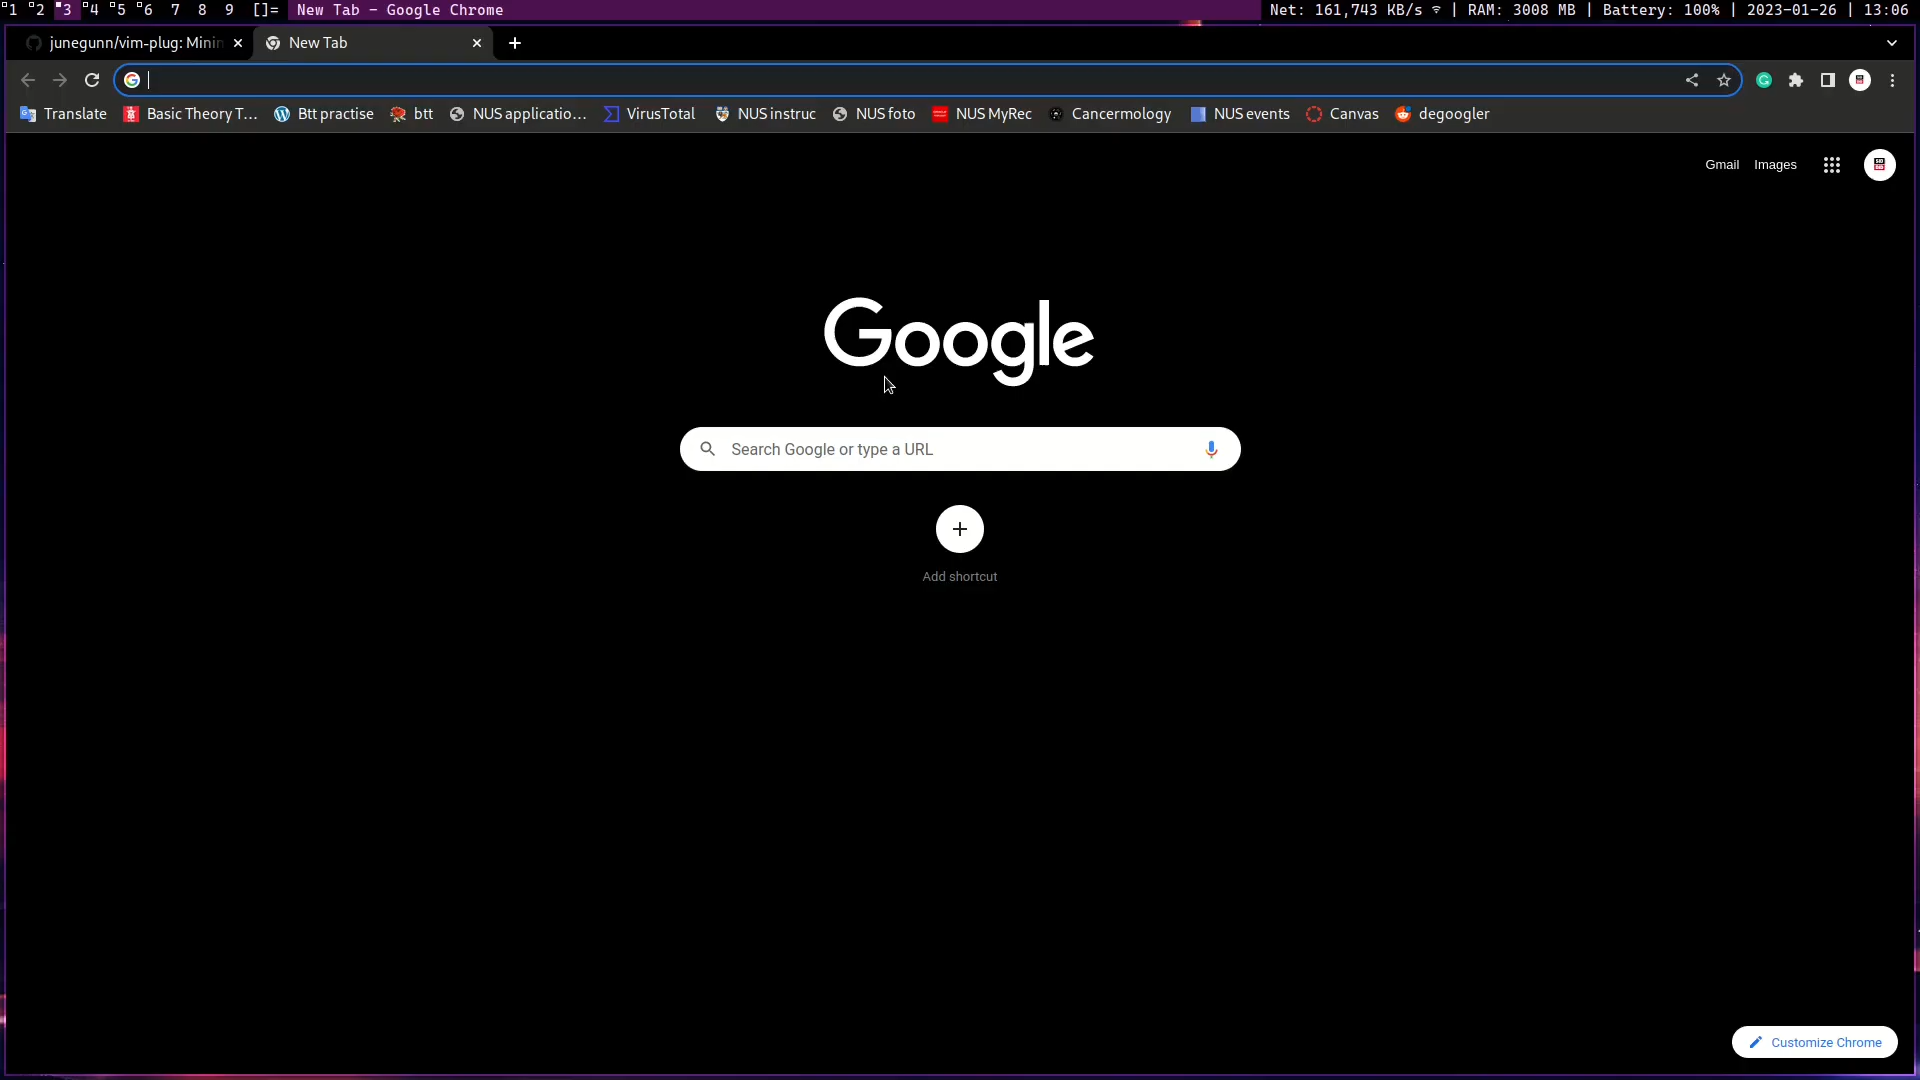 1 2 3 4 5 6 7 8 9 []= New Tab - Google Chrome Net: 161,743 KB/s | RAM: 3008 MB | Battery: 100% | 2023-01-26 | 13:06
junegunn/vim-plug: Minin New Tab
Translate Basic Theory T... Btt practise btt NUS applicatio... VirusTotal NUS instruc NUS foto NUS MyRec Cancermology NUS events Canvas degoogler
Gmail Images
Google
Search Google or type a URL
Add shortcut
Customize Chrome